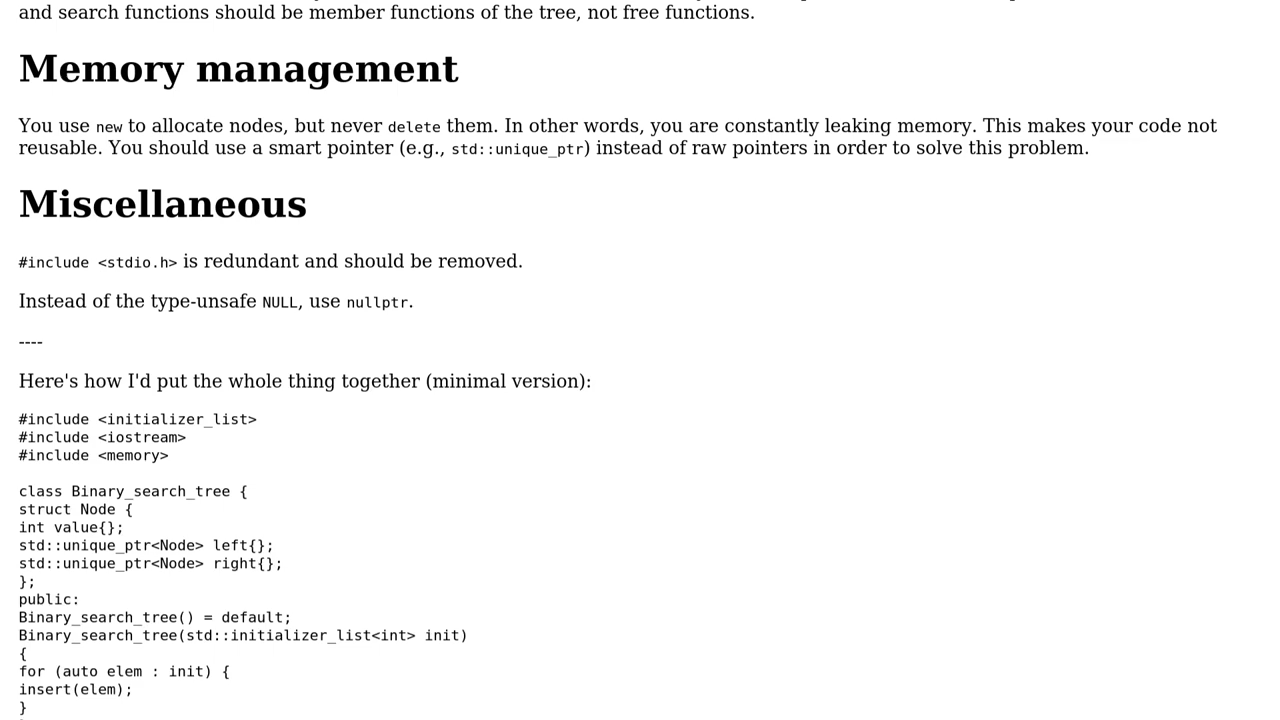 and search functions should be member functions of the tree, not free functions.
Memory management
You use new to allocate nodes, but never delete them. In other words, you are constantly leaking memory. This makes your code not
reusable. You should use a smart pointer (e.g., std::unique_ptr) instead of raw pointers in order to solve this problem.
Miscellaneous
#include <stdio.h> is redundant and should be removed.
Instead of the type-unsafe NULL, use nullptr.
----
Here's how I'd put the whole thing together (minimal version):
#include <initializer_list>
#include <iostream>
#include <memory>
class Binary_search_tree {
struct Node {
int value{};
std::unique_ptr<Node> left{};
std::unique_ptr<Node> right{};
};
public:
Binary_search_tree() = default;
Binary_search_tree(std::initializer_list<int> init)
{
for (auto elem : init) {
insert(elem);
}